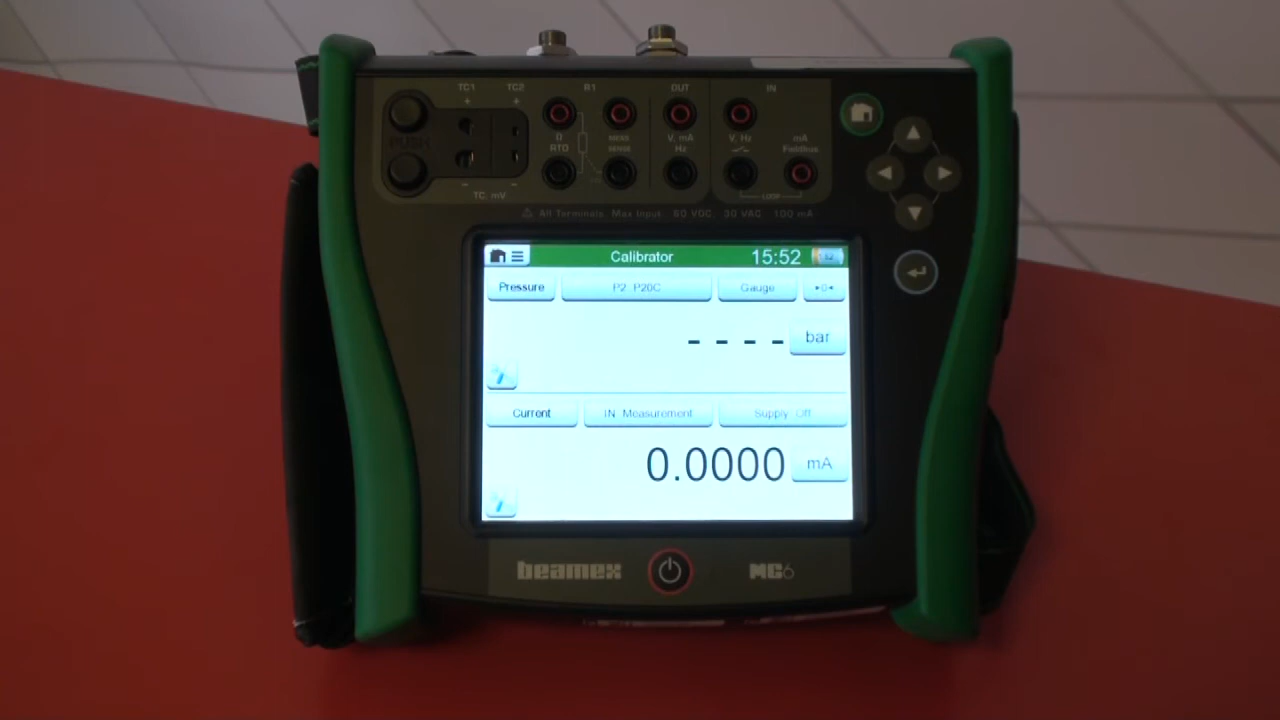 TC1 TC2 R1 OUT IN
+ +
Ω RTD SENSE V, mA Hz V, Hz mA Fieldbus
PUSH
- -
TC, mV
LOOP
⚠ All Terminals, Max Input: 60 VDC, 30 VAC, 100 mA
Calibrator 15:52
Pressure P2: P20C Gauge ▸0◂
- - - - bar
Current IN Measurement Supply Off
0.0000 mA
beamex MC6